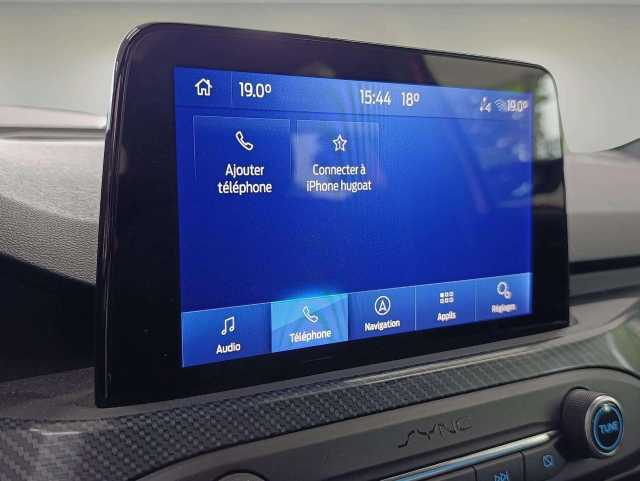 19.0° 15:44 18° 19.0°
Ajouter
téléphone
Connecter à
iPhone hugoat
Audio
Téléphone
Navigation
Applis
Réglages
SYNC
TUNE